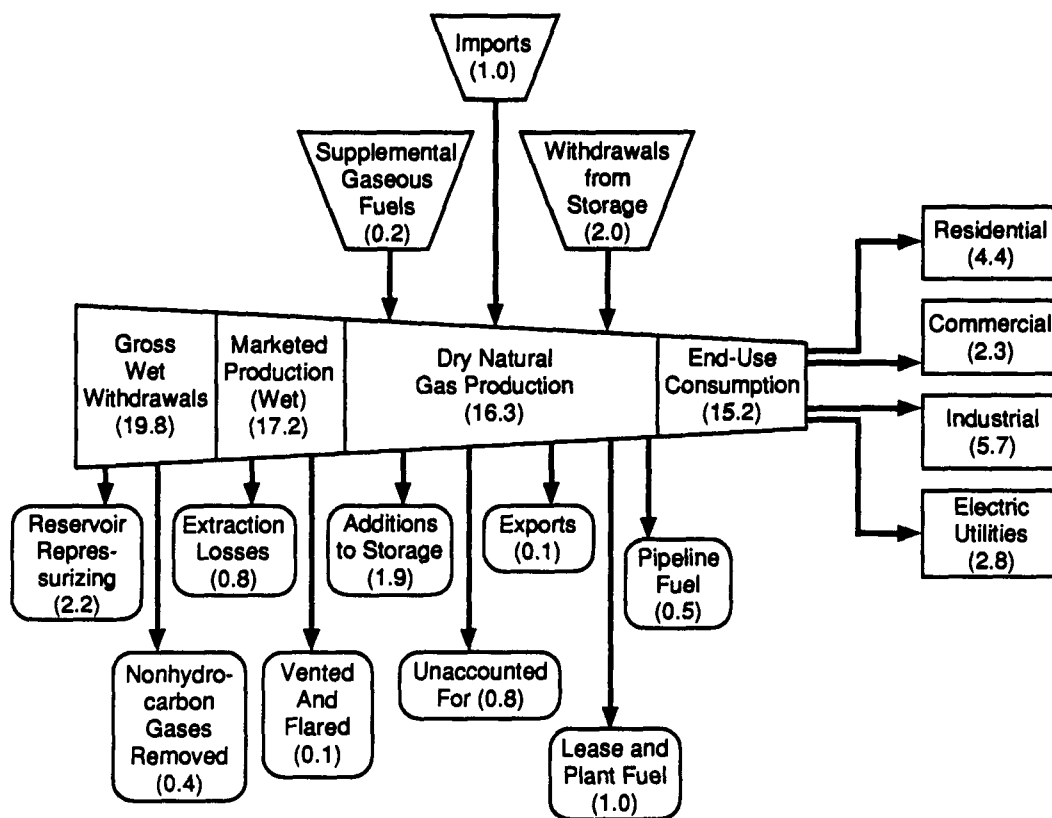 Imports
(1.0)
Supplemental
Gaseous
Fuels
(0.2)
Withdrawals
from
Storage
(2.0)
Residential
(4.4)
Commercial
(2.3)
Industrial
(5.7)
Electric
Utilities
(2.8)
Gross
Wet
Withdrawals
(19.8)
Marketed
Production
(Wet)
(17.2)
Dry Natural
Gas Production
(16.3)
End-Use
Consumption
(15.2)
Reservoir
Repres-
surizing
(2.2)
Extraction
Losses
(0.8)
Additions
to Storage
(1.9)
Exports
(0.1)
Pipeline
Fuel
(0.5)
Nonhydro-
carbon
Gases
Removed
(0.4)
Vented
And
Flared
(0.1)
Unaccounted
For (0.8)
Lease and
Plant Fuel
(1.0)